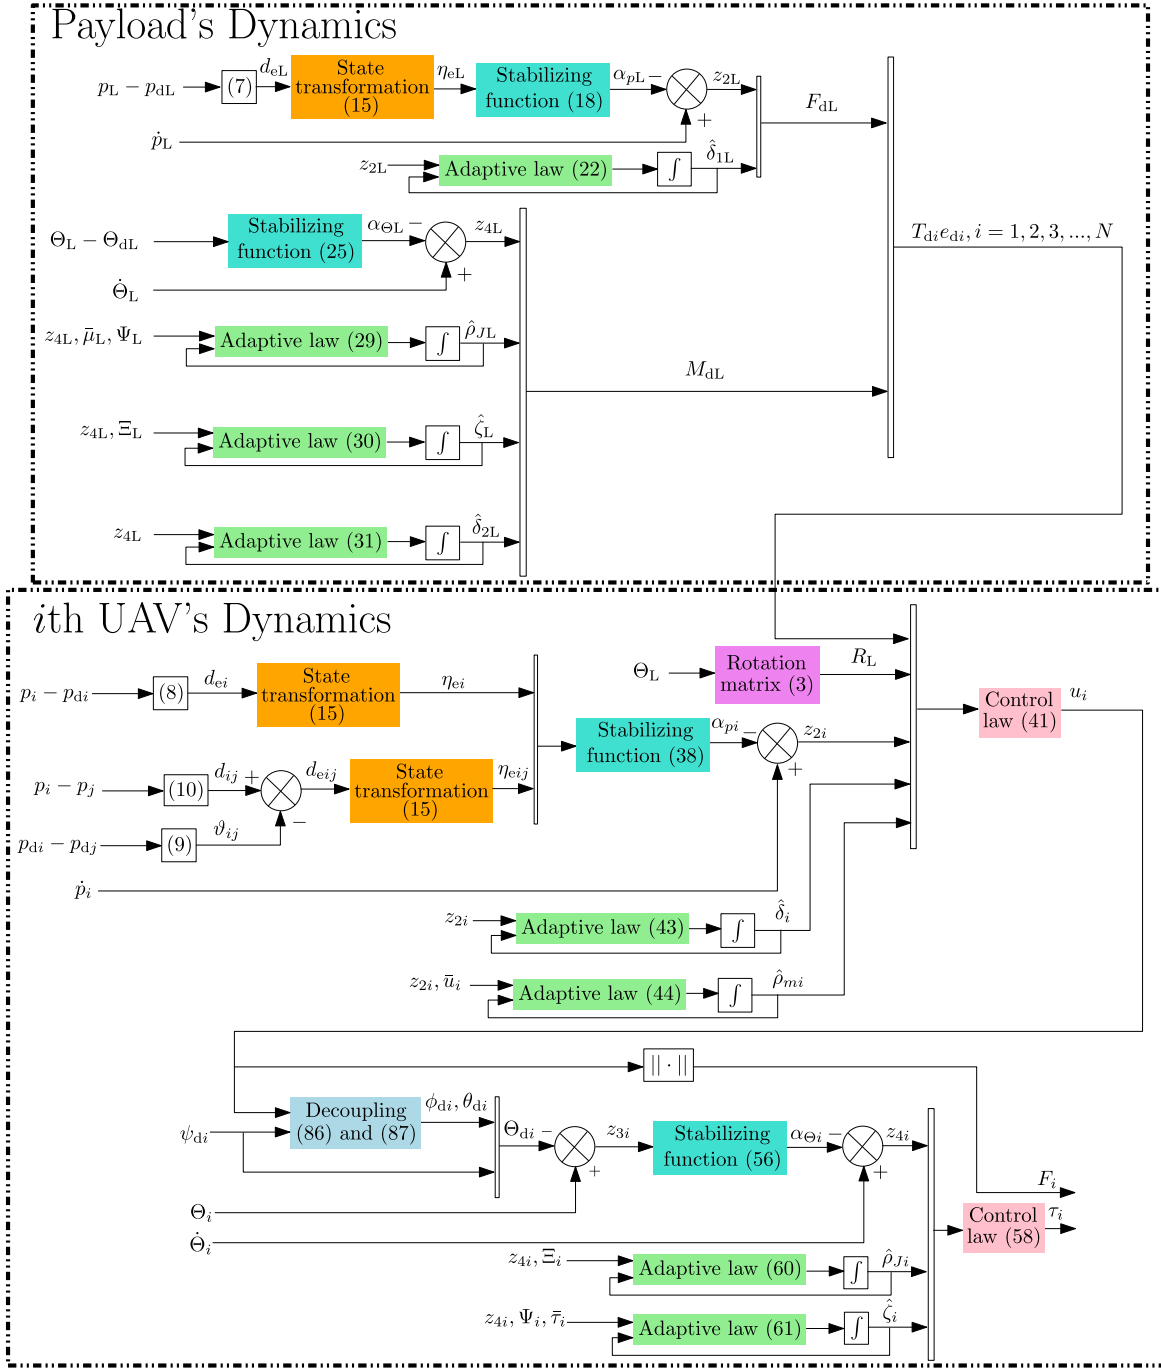 Payload's Dynamics
p_L − p_dL
(7)
d_eL
State
transformation
(15)
η_eL
Stabilizing
function (18)
α_pL −
z_2L
+
ṗ_L
z_2L
Adaptive law (22)
∫
δ̂_1L
F_dL
Θ_L − Θ_dL
Stabilizing
function (25)
α_ΘL −
z_4L
+
Θ̇_L
T_di e_di, i = 1, 2, 3, ..., N
z_4L, μ̄_L, Ψ_L
Adaptive law (29)
∫
ρ̂_JL
M_dL
z_4L, Ξ_L
Adaptive law (30)
∫
ζ̂_L
z_4L
Adaptive law (31)
∫
δ̂_2L
ith UAV's Dynamics
p_i − p_di
(8)
d_ei
State
transformation
(15)
η_ei
Θ_L
Rotation
matrix (3)
R_L
Control
law (41)
u_i
Stabilizing
function (38)
α_pi −
z_2i
+
p_i − p_j
(10)
d_ij +
d_eij
State
transformation
(15)
η_eij
p_di − p_dj
(9)
ϑ_ij
−
ṗ_i
z_2i
Adaptive law (43)
∫
δ̂_i
z_2i, ū_i
Adaptive law (44)
∫
ρ̂_mi
|| · ||
ψ_di
Decoupling
(86) and (87)
ϕ_di, θ_di
Θ_di −
+
z_3i
Stabilizing
function (56)
α_Θi −
+
z_4i
F_i
Θ_i
Θ̇_i
Control
law (58)
τ_i
z_4i, Ξ_i
Adaptive law (60)
∫
ρ̂_Ji
z_4i, Ψ_i, τ̄_i
Adaptive law (61)
∫
ζ̂_i